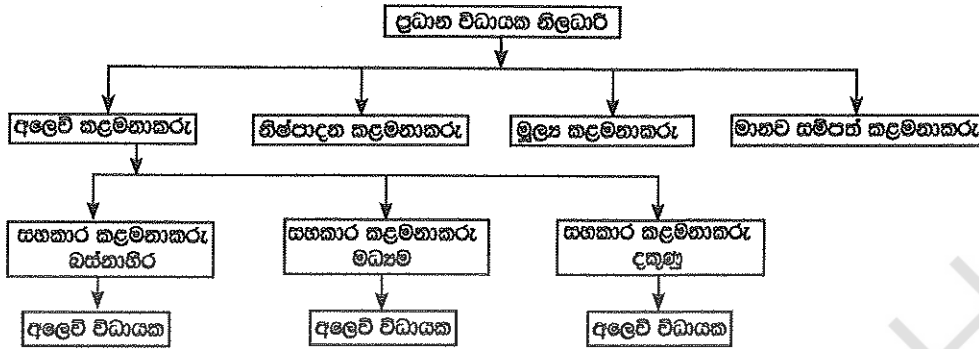 ප්‍රධාන විධායක නිලධාරී
අලෙවි කළමනාකරු
නිෂ්පාදන කළමනාකරු
මූල්‍ය කළමනාකරු
මානව සම්පත් කළමනාකරු
සහකාර කළමනාකරු
බස්නාහිර
සහකාර කළමනාකරු
මධ්‍යම
සහකාර කළමනාකරු
දකුණු
අලෙවි විධායක
අලෙවි විධායක
අලෙවි විධායක